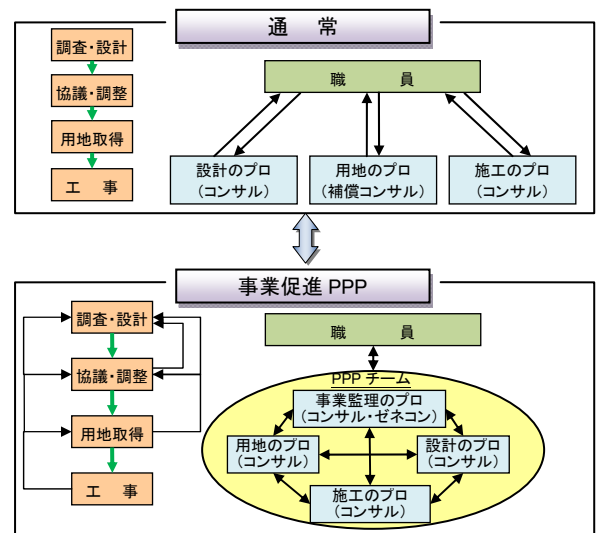 通　常
調査・設計
協議・調整
用地取得
工　事
職　員
設計のプロ
（コンサル）
用地のプロ
（補償コンサル）
施工のプロ
（コンサル）
事業促進 PPP
調査・設計
協議・調整
用地取得
工　事
職　員
PPP チーム
事業監理のプロ
（コンサル・ゼネコン）
用地のプロ
（コンサル）
設計のプロ
（コンサル）
施工のプロ
（コンサル）